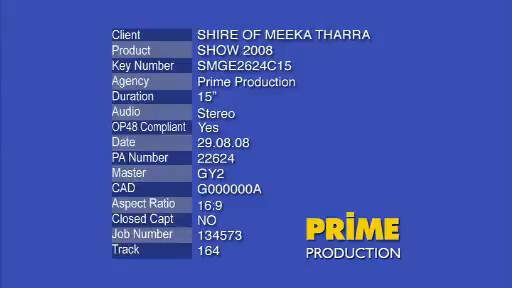 Client SHIRE OF MEEKA THARRA
Product SHOW 2008
Key Number SMGE2624C15
Agency Prime Production
Duration 15”
Audio Stereo
OP48 Compliant Yes
Date 29.08.08
PA Number 22624
Master GY2
CAD G000000A
Aspect Ratio 16:9
Closed Capt NO
Job Number 134573
Track 164
PRiME
PRODUCTION